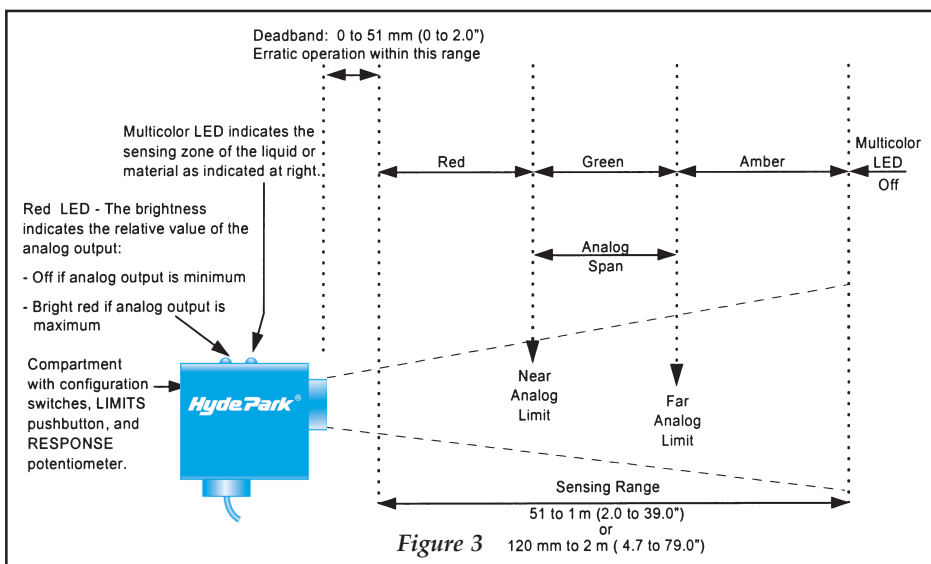 Deadband: 0 to 51 mm (0 to 2.0")
Erratic operation within this range
Multicolor LED indicates the
sensing zone of the liquid or
material as indicated at right.
Red
Green
Amber
Multicolor
LED
Off
Red LED - The brightness
indicates the relative value of the
analog output:
- Off if analog output is minimum
- Bright red if analog output is
maximum
Analog
Span
Compartment
with configuration
switches, LIMITS
pushbutton, and
RESPONSE
potentiometer.
HydePark®
Near
Analog
Limit
Far
Analog
Limit
Sensing Range
51 to 1 m (2.0 to 39.0")
or
120 mm to 2 m ( 4.7 to 79.0")
Figure 3